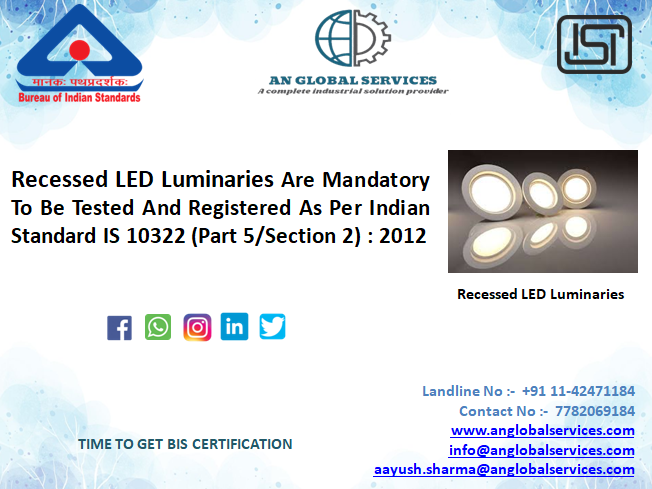 मानकः पथप्रदर्शकः
Bureau of Indian Standards
AN GLOBAL SERVICES
A complete industrial solution provider
ISI
Recessed LED Luminaries Are Mandatory
To Be Tested And Registered As Per Indian
Standard IS 10322 (Part 5/Section 2) : 2012
Recessed LED Luminaries
Landline No :- +91 11-42471184
Contact No :- 7782069184
www.anglobalservices.com
info@anglobalservices.com
aayush.sharma@anglobalservices.com
TIME TO GET BIS CERTIFICATION